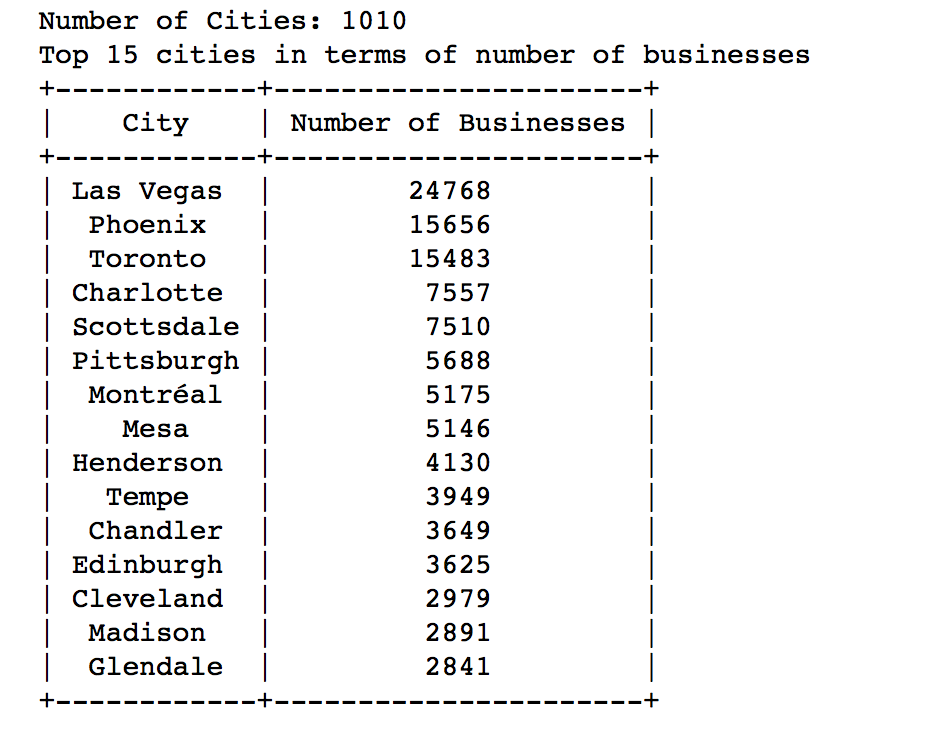 Number of Cities: 1010
Top 15 cities in terms of number of businesses
+------------+----------------------+
|    City    | Number of Businesses |
+------------+----------------------+
| Las Vegas  |        24768         |
|  Phoenix   |        15656         |
|  Toronto   |        15483         |
| Charlotte  |         7557         |
| Scottsdale |         7510         |
| Pittsburgh |         5688         |
|  Montréal  |         5175         |
|    Mesa    |         5146         |
| Henderson  |         4130         |
|   Tempe    |         3949         |
|  Chandler  |         3649         |
| Edinburgh  |         3625         |
| Cleveland  |         2979         |
|  Madison   |         2891         |
|  Glendale  |         2841         |
+------------+----------------------+